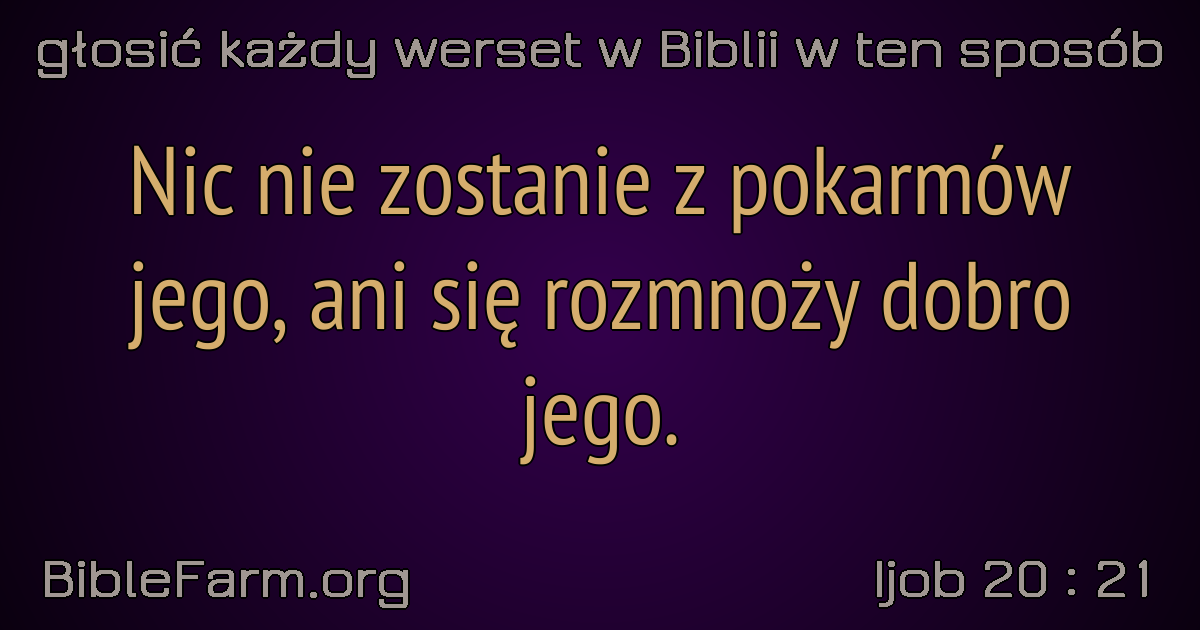 głosić każdy werset w Biblii w ten sposób
Nic nie zostanie z pokarmów
jego, ani się rozmnoży dobro
jego.
BibleFarm.org
Ijob 20 : 21